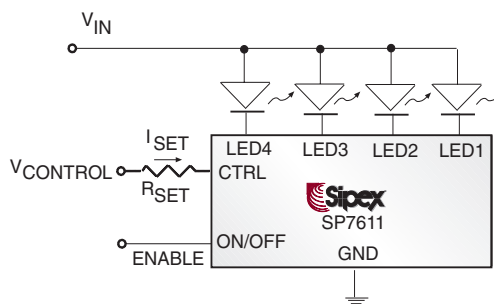 VIN
ISET
LED4 LED3 LED2 LED1
VCONTROL
RSET
CTRL
Sipex
SP7611
ON/OFF
ENABLE
GND